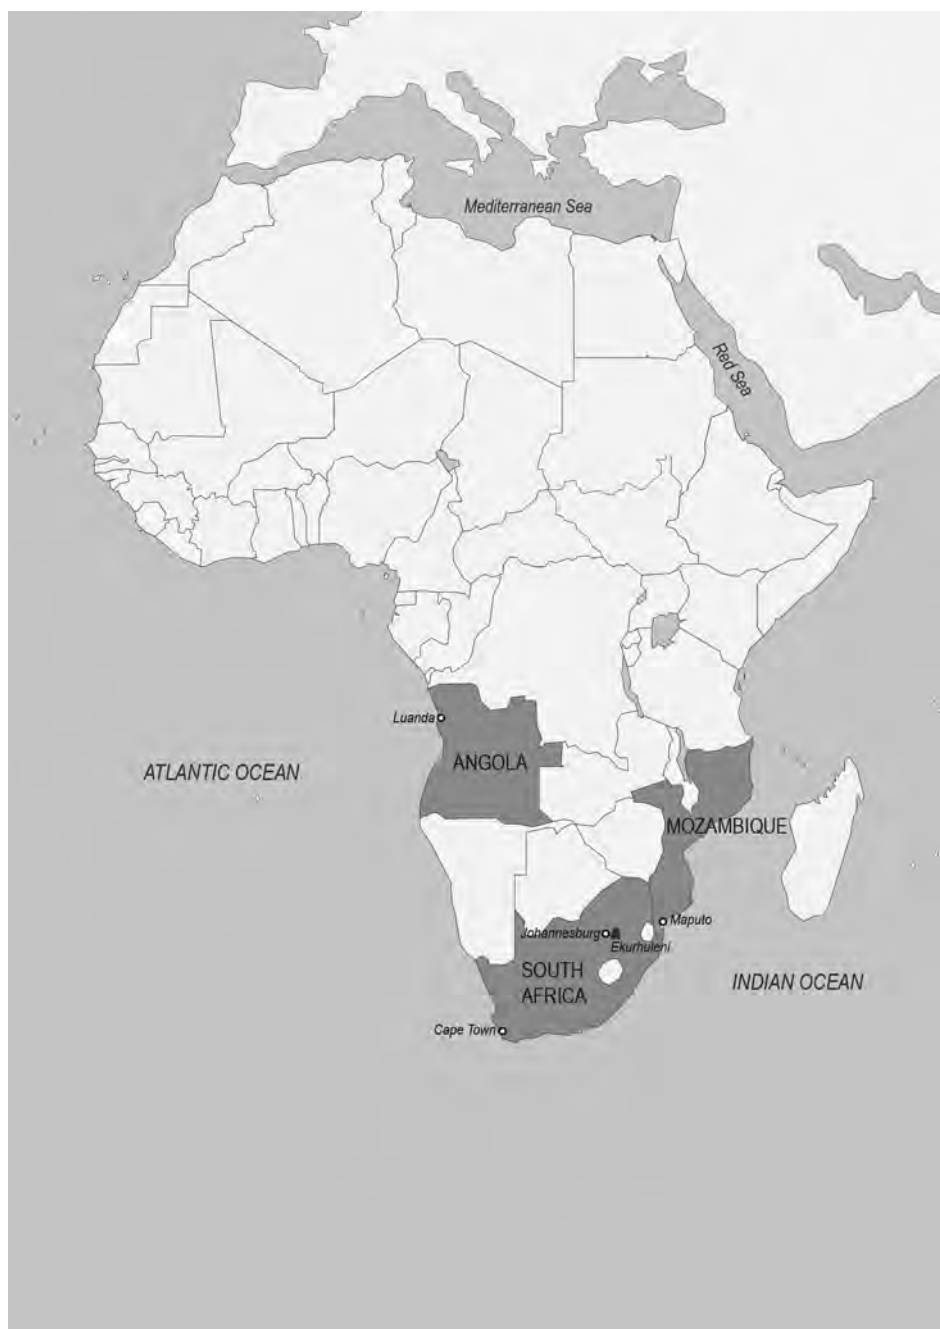 Mediterranean Sea
Red Sea
Luanda
ANGOLA
ATLANTIC OCEAN
MOZAMBIQUE
Maputo
Johannesburg
Ekurhuleni
SOUTH
AFRICA
INDIAN OCEAN
Cape Town